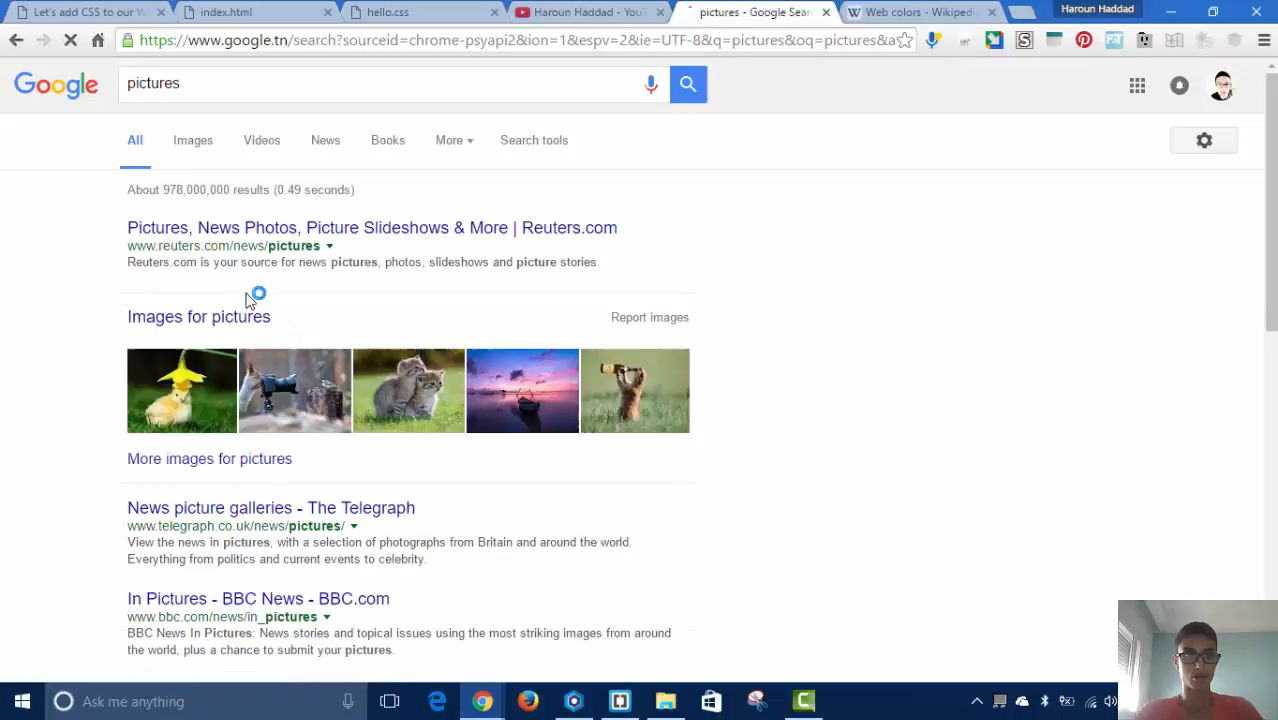 Let's add CSS to our W
index.html
hello.css
Haroun Haddad - YouT
pictures - Google Sear
Web colors - Wikiped
Haroun Haddad
https://www.google.tn/search?sourceid=chrome-psyapi2&ion=1&espv=2&ie=UTF-8&q=pictures&oq=pictures&a
Google
pictures
All
Images
Videos
News
Books
More
Search tools
About 978,000,000 results (0.49 seconds)
Pictures, News Photos, Picture Slideshows & More | Reuters.com
www.reuters.com/news/pictures
Reuters.com is your source for news pictures, photos, slideshows and picture stories.
Images for pictures
Report images
More images for pictures
News picture galleries - The Telegraph
www.telegraph.co.uk/news/pictures/
View the news in pictures, with a selection of photographs from Britain and around the world.
Everything from politics and current events to celebrity.
In Pictures - BBC News - BBC.com
www.bbc.com/news/in_pictures
BBC News In Pictures: News stories and topical issues using the most striking images from around
the world, plus a chance to submit your pictures.
Ask me anything